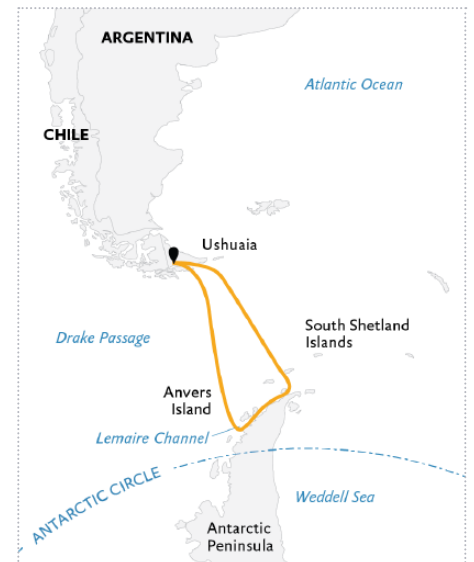 ARGENTINA
Atlantic Ocean
CHILE
Ushuaia
Drake Passage
South Shetland
Islands
Anvers
Island
Lemaire Channel
ANTARCTIC CIRCLE
Weddell Sea
Antarctic
Peninsula